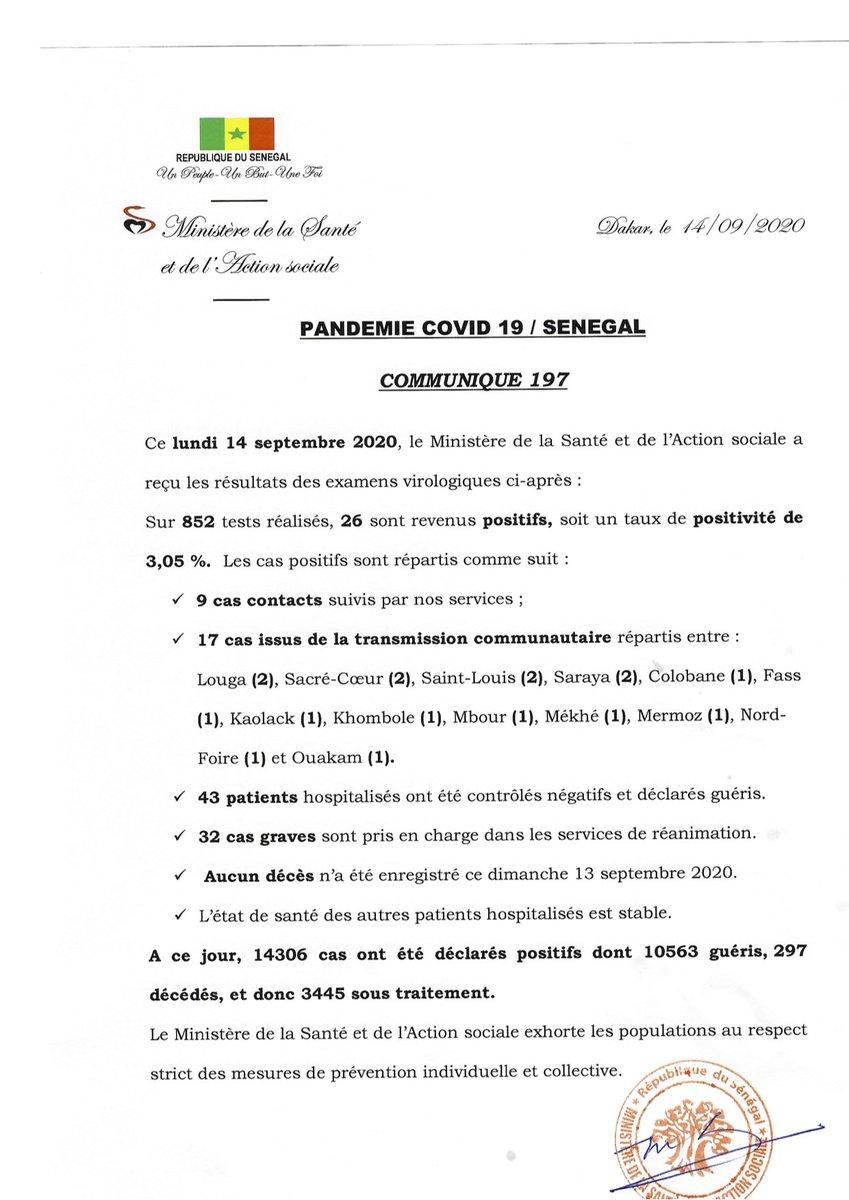 REPUBLIQUE DU SENEGAL
Un Peuple-Un But-Une Foi
Ministère de la Santé
et de l'Action sociale
Dakar, le 14/09/2020
PANDEMIE COVID 19 / SENEGAL
COMMUNIQUE 197
Ce lundi 14 septembre 2020, le Ministère de la Santé et de l'Action sociale a
reçu les résultats des examens virologiques ci-après :
Sur 852 tests réalisés, 26 sont revenus positifs, soit un taux de positivité de
3,05 %. Les cas positifs sont répartis comme suit :
✓ 9 cas contacts suivis par nos services ;
✓ 17 cas issus de la transmission communautaire répartis entre :
Louga (2), Sacré-Cœur (2), Saint-Louis (2), Saraya (2), Colobane (1), Fass
(1), Kaolack (1), Khombole (1), Mbour (1), Mékhé (1), Mermoz (1), Nord-
Foire (1) et Ouakam (1).
✓ 43 patients hospitalisés ont été contrôlés négatifs et déclarés guéris.
✓ 32 cas graves sont pris en charge dans les services de réanimation.
✓ Aucun décès n'a été enregistré ce dimanche 13 septembre 2020.
✓ L'état de santé des autres patients hospitalisés est stable.
A ce jour, 14306 cas ont été déclarés positifs dont 10563 guéris, 297
décédés, et donc 3445 sous traitement.
Le Ministère de la Santé et de l'Action sociale exhorte les populations au respect
strict des mesures de prévention individuelle et collective.
République du Sénégal
MINISTÈRE DE LA SANTÉ ACTION SOCIALE